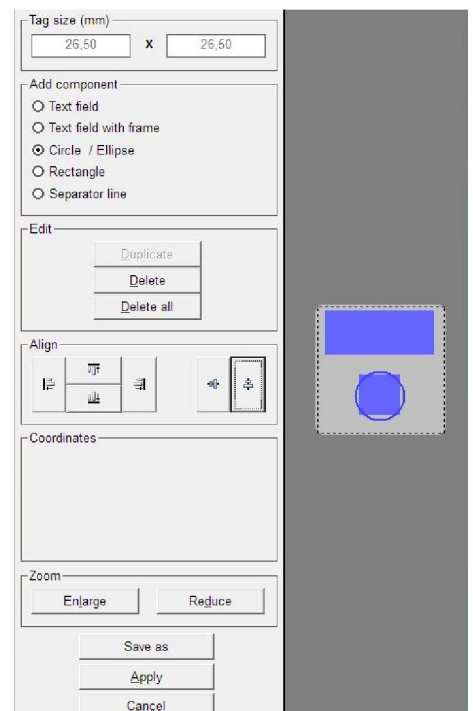 Tag size (mm)
26,50 X 26,50
Add component
Text field
Text field with frame
Circle / Ellipse
Rectangle
Separator line
Edit
Duplicate
Delete
Delete all
Align
Coordinates
Zoom
Enlarge Reduce
Save as
Apply
Cancel